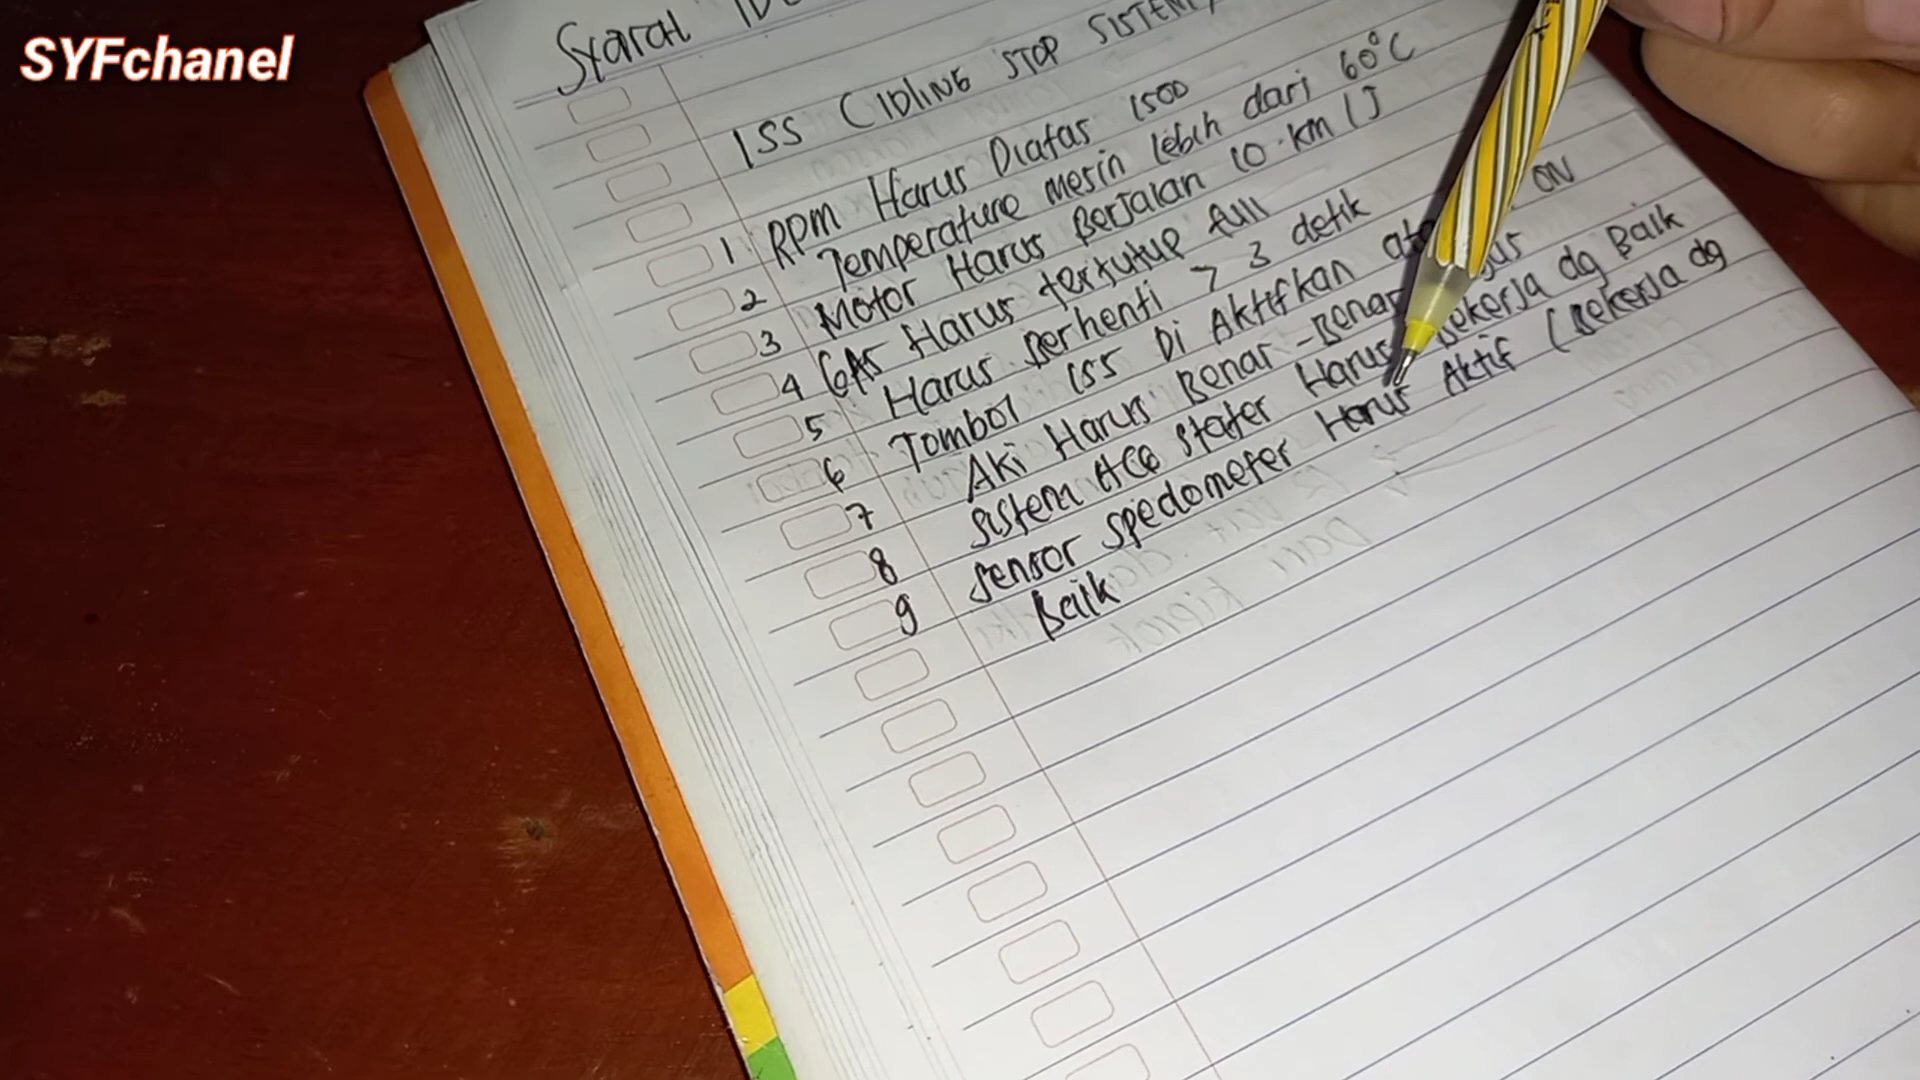 SYFchanel
Syarat
ISS (IDLING STOP SISTEM
1 RPM Harus Diatas 1500
2 Temperature mesin lebih dari 60°C
3 Motor Harus Berjalan 10 km/J
4 GAS Harus tertutup full
5 Harus Berhenti > 3 detik
6 Tombol ISS Di Aktifkan ON
7 Aki Harus Benar-Benar
8 Sistem ACG stater Harus Bekerja dg Baik
9 sensor spedometer Harus Aktif (Bekerja dg
Baik